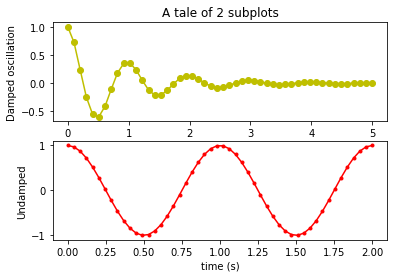 A tale of 2 subplots
Damped oscillation
1.0
0.5
0.0
−0.5
0 1 2 3 4 5
Undamped
1
0
−1
0.00 0.25 0.50 0.75 1.00 1.25 1.50 1.75 2.00
time (s)